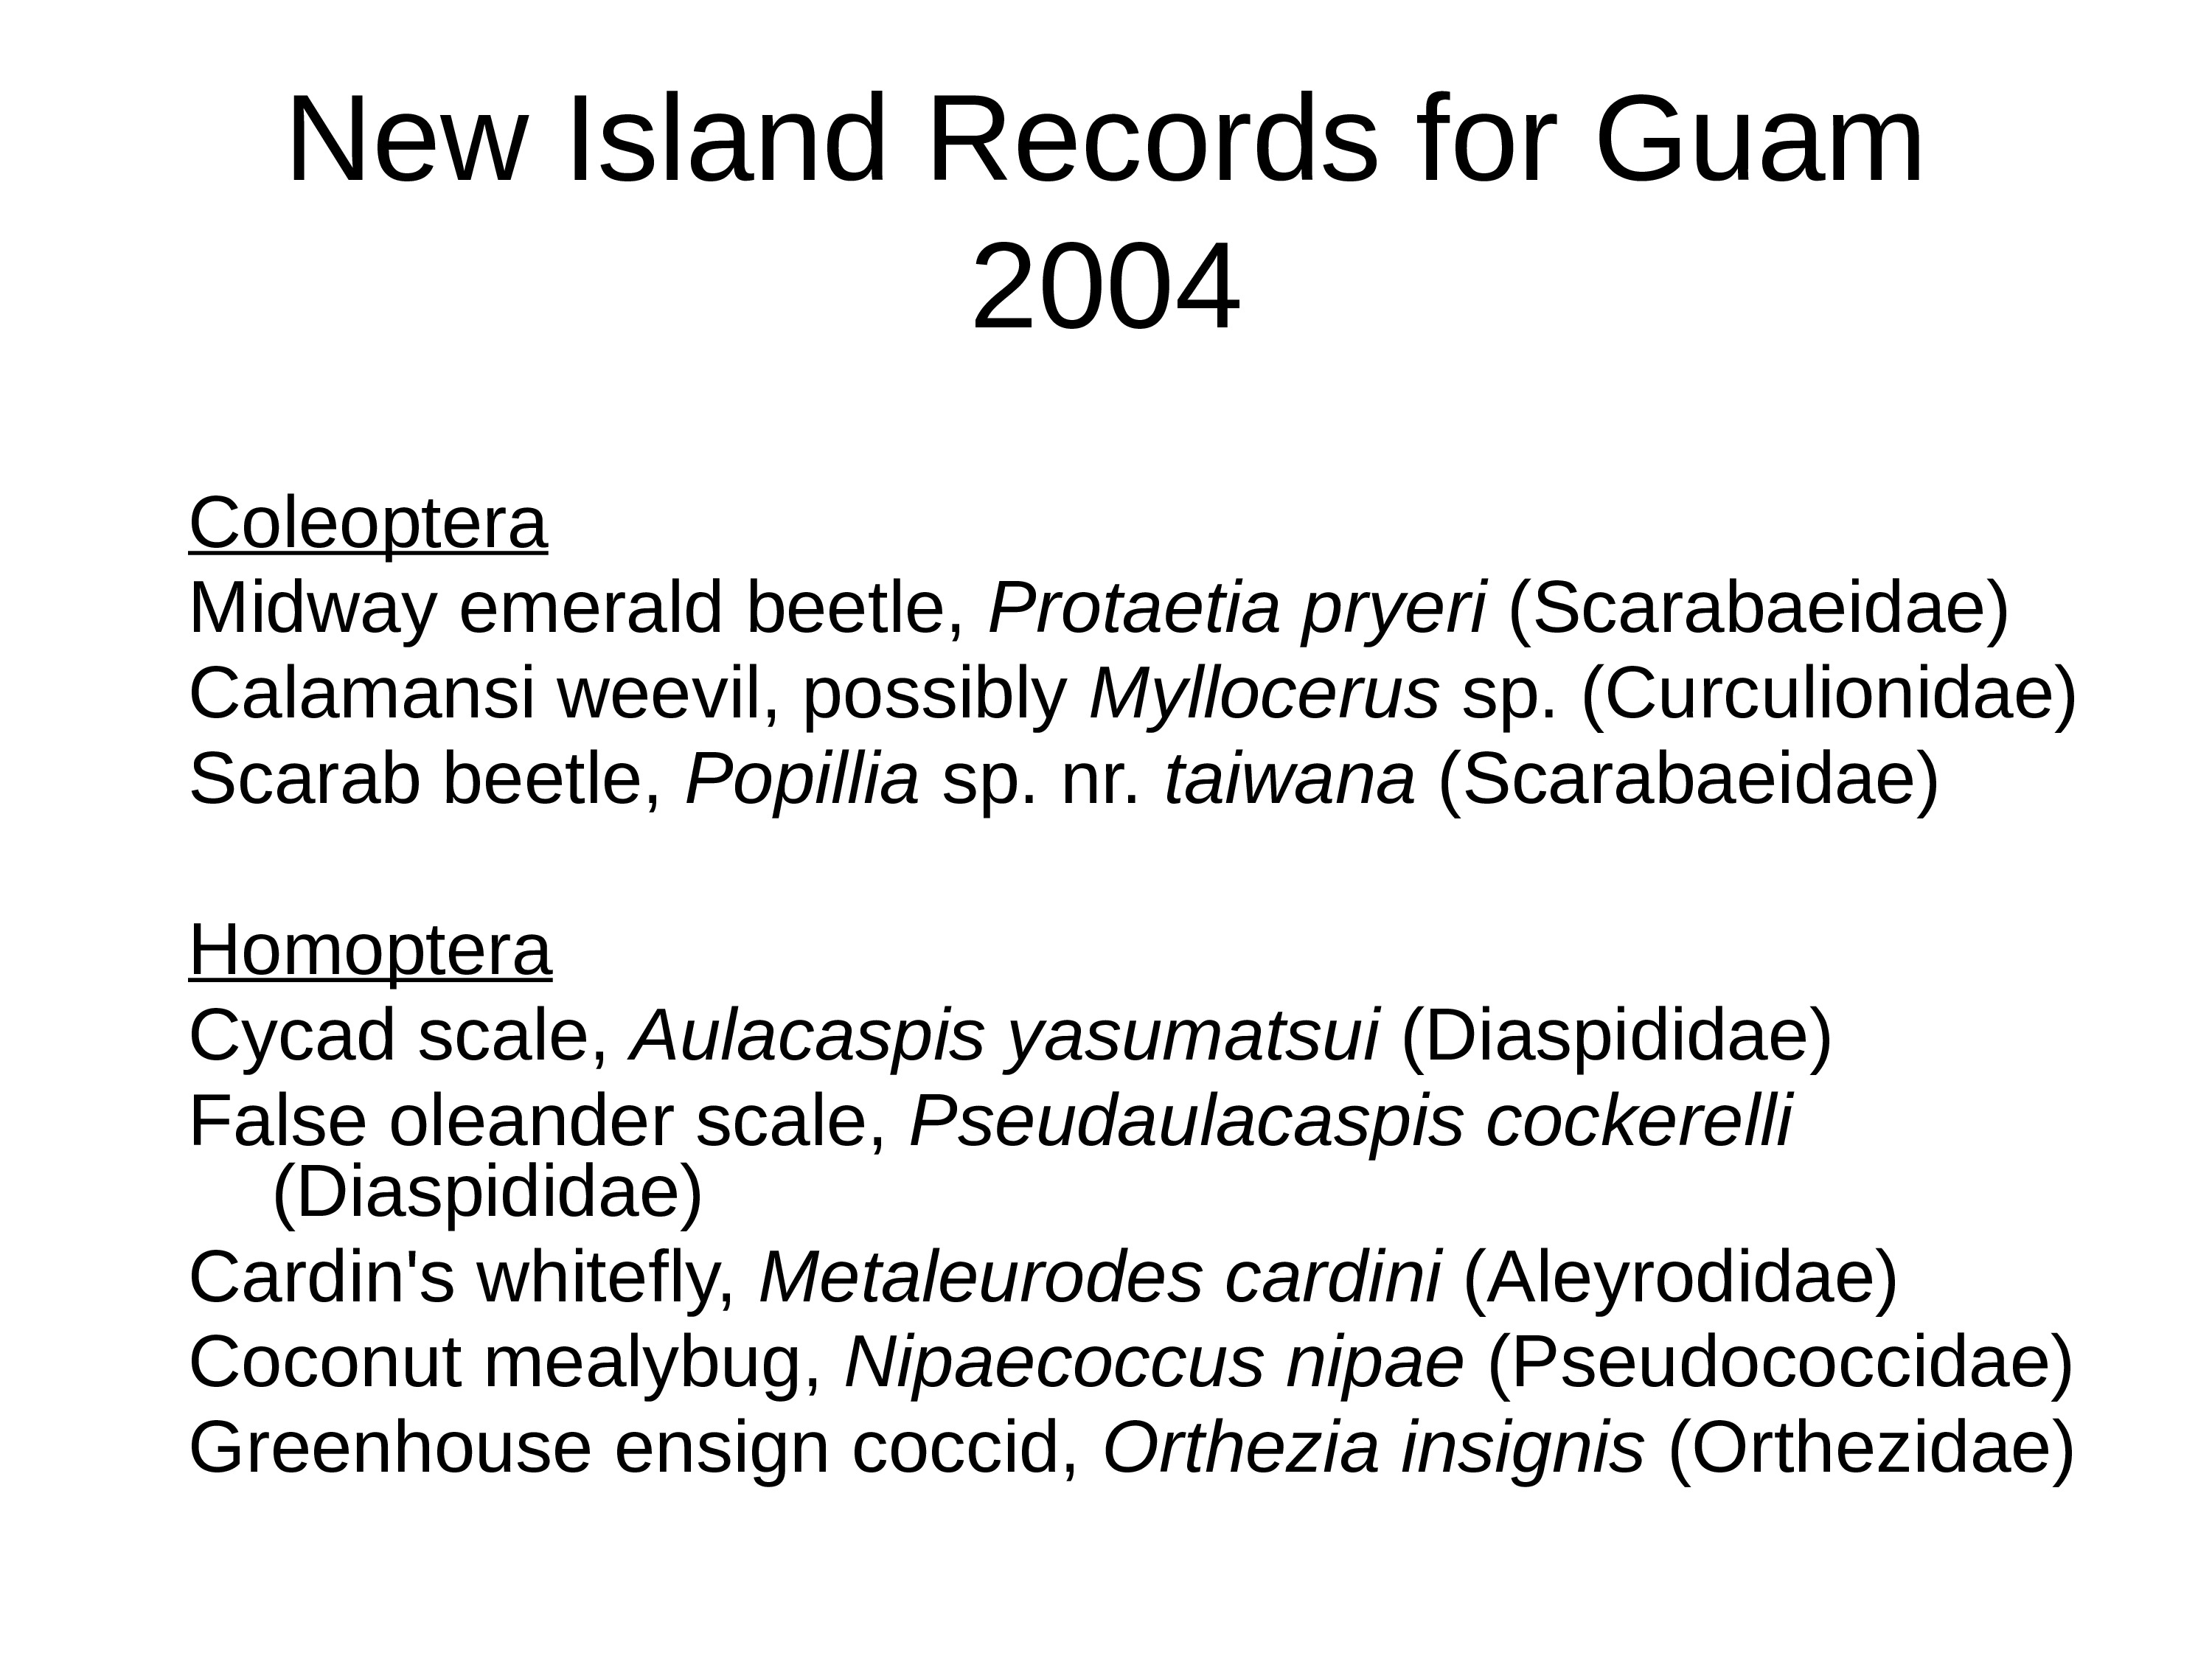 New Island Records for Guam
2004
Coleoptera
Midway emerald beetle, Protaetia pryeri (Scarabaeidae)
Calamansi weevil, possibly Myllocerus sp. (Curculionidae)
Scarab beetle, Popillia sp. nr. taiwana (Scarabaeidae)
Homoptera
Cycad scale, Aulacaspis yasumatsui (Diaspididae)
False oleander scale, Pseudaulacaspis cockerelli
(Diaspididae)
Cardin's whitefly, Metaleurodes cardini (Aleyrodidae)
Coconut mealybug, Nipaecoccus nipae (Pseudococcidae)
Greenhouse ensign coccid, Orthezia insignis (Orthezidae)